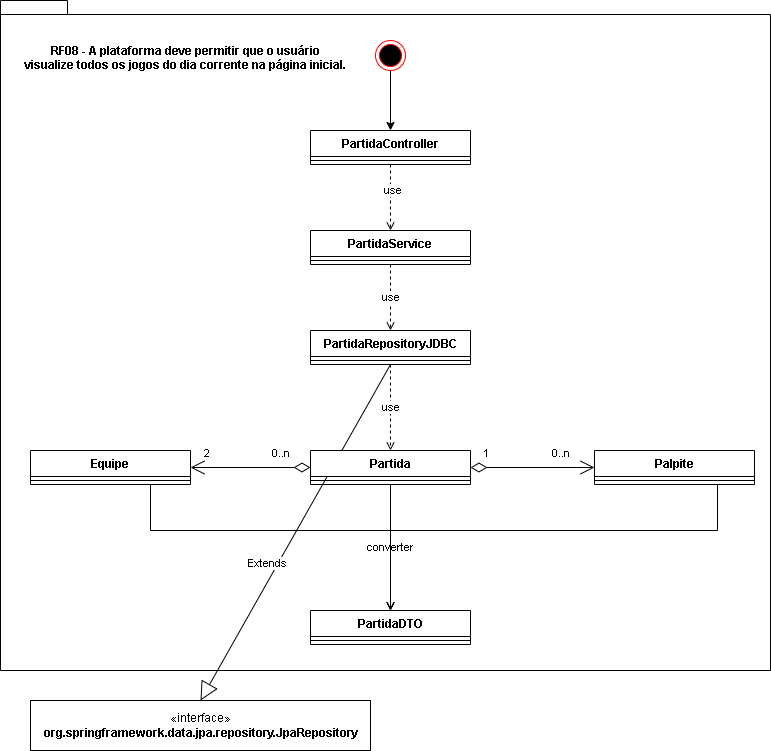 RF08 - A plataforma deve permitir que o usuário
visualize todos os jogos do dia corrente na página inicial.
PartidaController
use
PartidaService
use
PartidaRepositoryJDBC
use
2
0..n
1
0..n
Equipe
Partida
Palpite
converter
Extends
PartidaDTO
«interface»
org.springframework.data.jpa.repository.JpaRepository